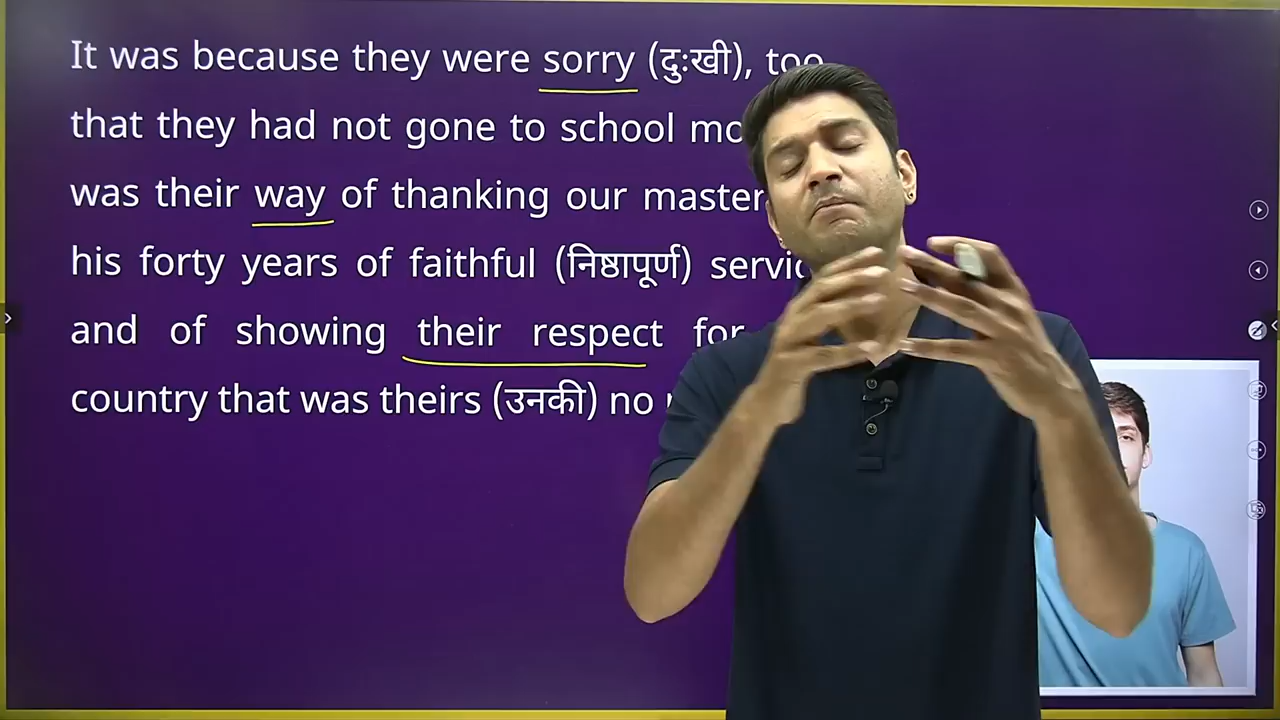 It was because they were sorry (दुःखी), too
that they had not gone to school
was their way of thanking our master
his forty years of faithful (निष्ठापूर्ण)
and of showing their respect for
country that was theirs (उनकी) no